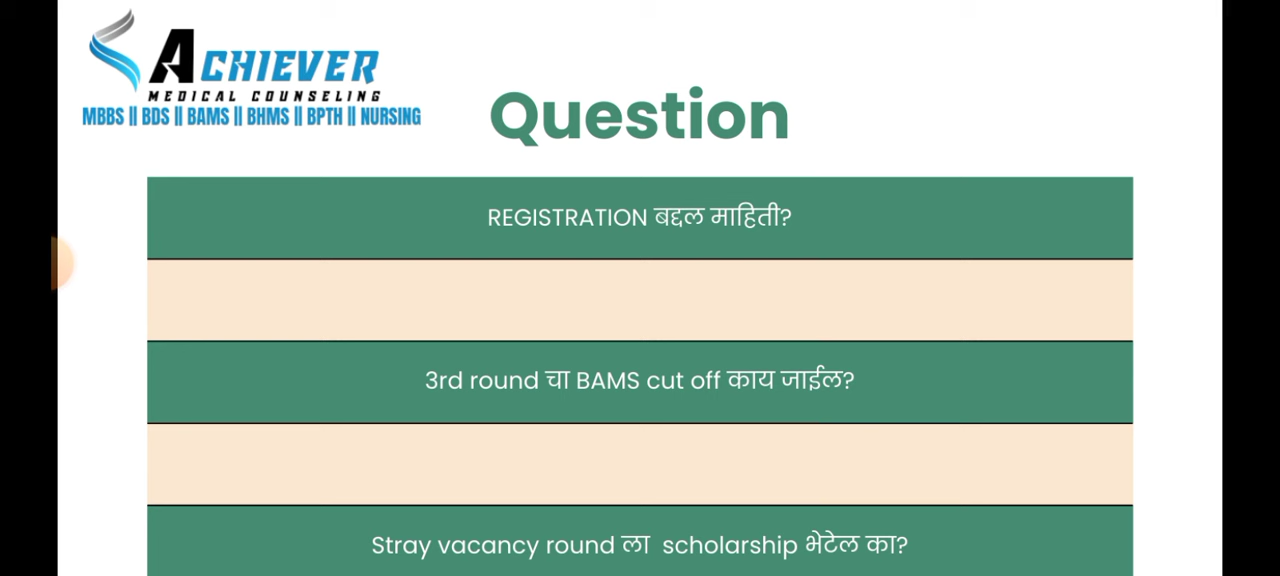 ACHIEVER
MEDICAL COUNSELING
MBBS || BDS || BAMS || BHMS || BPTH || NURSING
Question
REGISTRATION बद्दल माहिती?
3rd round चा BAMS cut off काय जाईल?
Stray vacancy round ला scholarship भेटेल का?